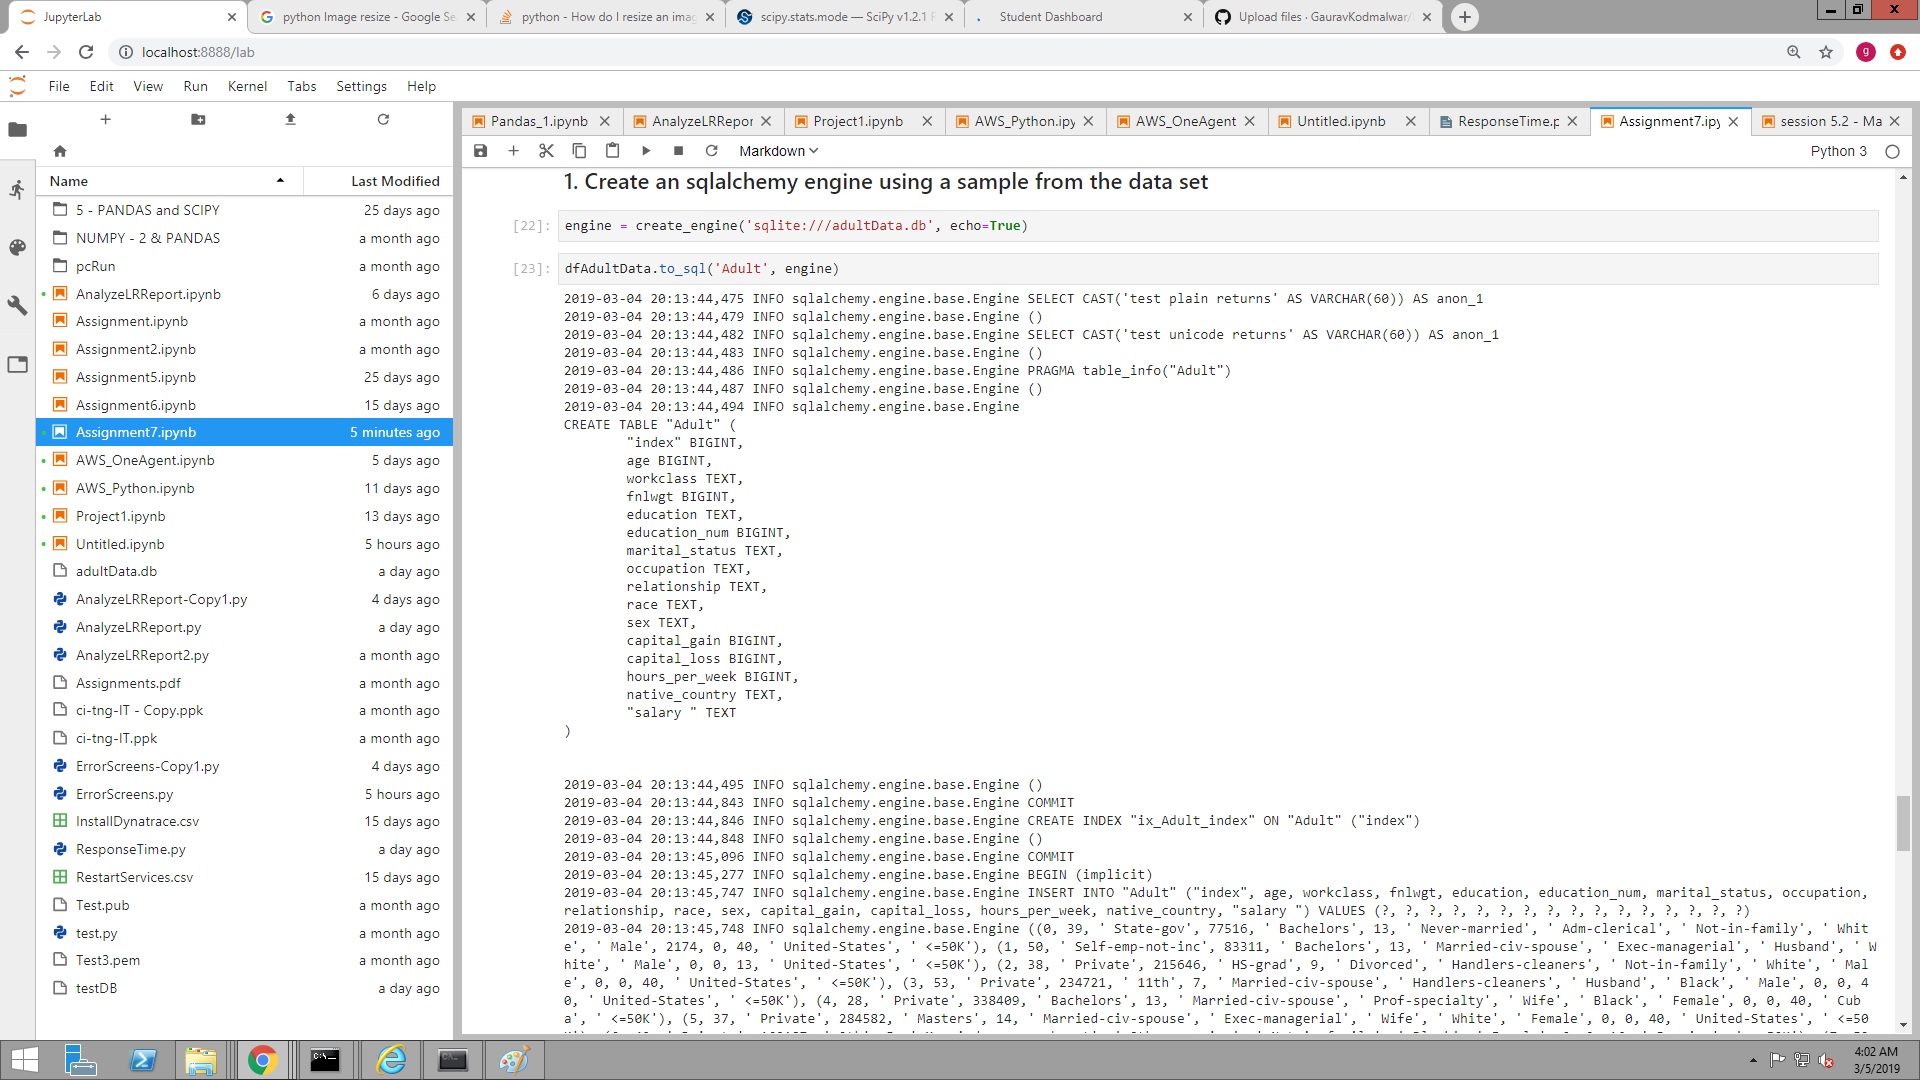 JupyterLab
python Image resize - Google Se
python - How do I resize an imag
scipy.stats.mode — SciPy v1.2.1 R
Student Dashboard
Upload files · GauravKodmalwar/
localhost:8888/lab
g
File Edit View Run Kernel Tabs Settings Help
Pandas_1.ipynb
AnalyzeLRRepor
Project1.ipynb
AWS_Python.ipy
AWS_OneAgent
Untitled.ipynb
ResponseTime.p
Assignment7.ipy
session 5.2 - Ma
Markdown
Python 3
Name Last Modified
5 - PANDAS and SCIPY 25 days ago
NUMPY - 2 & PANDAS a month ago
pcRun a month ago
AnalyzeLRReport.ipynb 6 days ago
Assignment.ipynb a month ago
Assignment2.ipynb a month ago
Assignment5.ipynb 25 days ago
Assignment6.ipynb 15 days ago
Assignment7.ipynb 5 minutes ago
AWS_OneAgent.ipynb 5 days ago
AWS_Python.ipynb 11 days ago
Project1.ipynb 13 days ago
Untitled.ipynb 5 hours ago
adultData.db a day ago
AnalyzeLRReport-Copy1.py 4 days ago
AnalyzeLRReport.py a day ago
AnalyzeLRReport2.py a month ago
Assignments.pdf a month ago
ci-tng-IT - Copy.ppk a month ago
ci-tng-IT.ppk a month ago
ErrorScreens-Copy1.py 4 days ago
ErrorScreens.py 5 hours ago
InstallDynatrace.csv 15 days ago
ResponseTime.py a day ago
RestartServices.csv 15 days ago
Test.pub a month ago
test.py a month ago
Test3.pem a month ago
testDB a day ago
1. Create an sqlalchemy engine using a sample from the data set
[22]: engine = create_engine('sqlite:///adultData.db', echo=True)
[23]: dfAdultData.to_sql('Adult', engine)
2019-03-04 20:13:44,475 INFO sqlalchemy.engine.base.Engine SELECT CAST('test plain returns' AS VARCHAR(60)) AS anon_1
2019-03-04 20:13:44,479 INFO sqlalchemy.engine.base.Engine ()
2019-03-04 20:13:44,482 INFO sqlalchemy.engine.base.Engine SELECT CAST('test unicode returns' AS VARCHAR(60)) AS anon_1
2019-03-04 20:13:44,483 INFO sqlalchemy.engine.base.Engine ()
2019-03-04 20:13:44,486 INFO sqlalchemy.engine.base.Engine PRAGMA table_info("Adult")
2019-03-04 20:13:44,487 INFO sqlalchemy.engine.base.Engine ()
2019-03-04 20:13:44,494 INFO sqlalchemy.engine.base.Engine
CREATE TABLE "Adult" (
"index" BIGINT,
age BIGINT,
workclass TEXT,
fnlwgt BIGINT,
education TEXT,
education_num BIGINT,
marital_status TEXT,
occupation TEXT,
relationship TEXT,
race TEXT,
sex TEXT,
capital_gain BIGINT,
capital_loss BIGINT,
hours_per_week BIGINT,
native_country TEXT,
"salary " TEXT
)
2019-03-04 20:13:44,495 INFO sqlalchemy.engine.base.Engine ()
2019-03-04 20:13:44,843 INFO sqlalchemy.engine.base.Engine COMMIT
2019-03-04 20:13:44,846 INFO sqlalchemy.engine.base.Engine CREATE INDEX "ix_Adult_index" ON "Adult" ("index")
2019-03-04 20:13:44,848 INFO sqlalchemy.engine.base.Engine ()
2019-03-04 20:13:45,096 INFO sqlalchemy.engine.base.Engine COMMIT
2019-03-04 20:13:45,277 INFO sqlalchemy.engine.base.Engine BEGIN (implicit)
2019-03-04 20:13:45,747 INFO sqlalchemy.engine.base.Engine INSERT INTO "Adult" ("index", age, workclass, fnlwgt, education, education_num, marital_status, occupation,
relationship, race, sex, capital_gain, capital_loss, hours_per_week, native_country, "salary ") VALUES (?, ?, ?, ?, ?, ?, ?, ?, ?, ?, ?, ?, ?, ?, ?, ?)
2019-03-04 20:13:45,748 INFO sqlalchemy.engine.base.Engine ((0, 39, ' State-gov', 77516, ' Bachelors', 13, ' Never-married', ' Adm-clerical', ' Not-in-family', ' Whit
e', ' Male', 2174, 0, 40, ' United-States', ' <=50K'), (1, 50, ' Self-emp-not-inc', 83311, ' Bachelors', 13, ' Married-civ-spouse', ' Exec-managerial', ' Husband', ' W
hite', ' Male', 0, 0, 13, ' United-States', ' <=50K'), (2, 38, ' Private', 215646, ' HS-grad', 9, ' Divorced', ' Handlers-cleaners', ' Not-in-family', ' White', ' Mal
e', 0, 0, 40, ' United-States', ' <=50K'), (3, 53, ' Private', 234721, ' 11th', 7, ' Married-civ-spouse', ' Handlers-cleaners', ' Husband', ' Black', ' Male', 0, 0, 4
0, ' United-States', ' <=50K'), (4, 28, ' Private', 338409, ' Bachelors', 13, ' Married-civ-spouse', ' Prof-specialty', ' Wife', ' Black', ' Female', 0, 0, 40, ' Cub
a', ' <=50K'), (5, 37, ' Private', 284582, ' Masters', 14, ' Married-civ-spouse', ' Exec-managerial', ' Wife', ' White', ' Female', 0, 0, 40, ' United-States', ' <=50
4:02 AM
3/5/2019